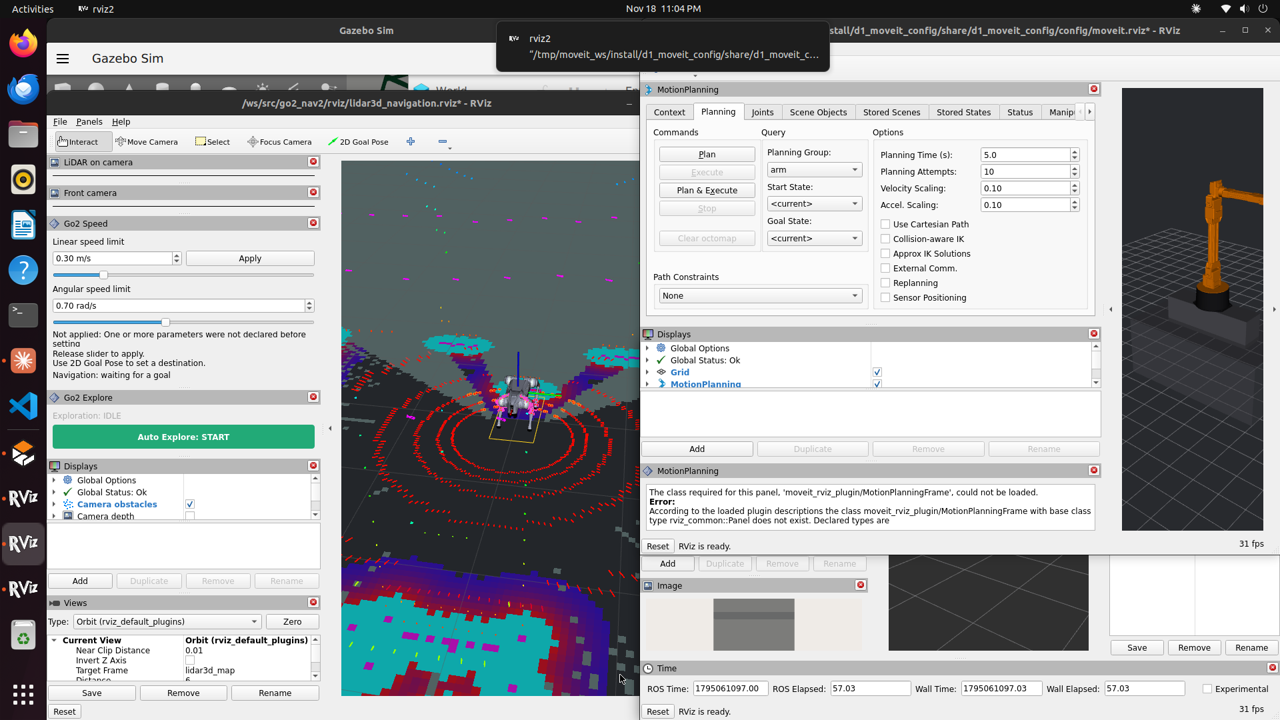 Activities
rviz2
Nov 18  11:04 PM
Gazebo Sim
stall/d1_moveit_config/share/d1_moveit_config/config/moveit.rviz* - RViz
rviz2
"/tmp/moveit_ws/install/d1_moveit_config/share/d1_moveit_c...
Gazebo Sim
/ws/src/go2_nav2/rviz/lidar3d_navigation.rviz* - RViz
File Panels Help
Interact Move Camera Select Focus Camera 2D Goal Pose
LiDAR on camera
Front camera
Go2 Speed
Linear speed limit
0.30 m/s
Apply
Angular speed limit
0.70 rad/s
Not applied: One or more parameters were not declared before
setting
Release slider to apply.
Use 2D Goal Pose to set a destination.
Navigation: waiting for a goal
Go2 Explore
Exploration: IDLE
Auto Explore: START
Displays
Global Options
Global Status: Ok
Camera obstacles
Camera depth
Add Duplicate Remove Rename
Views
Type: Orbit (rviz_default_plugins) Zero
Current View Orbit (rviz_default_plugins)
Near Clip Distance 0.01
Invert Z Axis
Target Frame lidar3d_map
Save Remove Rename
Reset
MotionPlanning
Context Planning Joints Scene Objects Stored Scenes Stored States Status Manip
Commands
Plan
Execute
Plan & Execute
Stop
Clear octomap
Query
Planning Group:
arm
Start State:
<current>
Goal State:
<current>
Options
Planning Time (s): 5.0
Planning Attempts: 10
Velocity Scaling: 0.10
Accel. Scaling: 0.10
Use Cartesian Path
Collision-aware IK
Approx IK Solutions
External Comm.
Replanning
Sensor Positioning
Path Constraints
None
Displays
Global Options
Global Status: Ok
Grid
MotionPlanning
Add Duplicate Remove Rename
MotionPlanning
The class required for this panel, 'moveit_rviz_plugin/MotionPlanningFrame', could not be loaded.
Error:
According to the loaded plugin descriptions the class moveit_rviz_plugin/MotionPlanningFrame with base class
type rviz_common::Panel does not exist. Declared types are
Reset RViz is ready.
31 fps
Add Duplicate Remove Rename
Image
Save Remove Rename
Time
ROS Time: 1795061097.00 ROS Elapsed: 57.03 Wall Time: 1795061097.03 Wall Elapsed: 57.03 Experimental
Reset RViz is ready.
31 fps